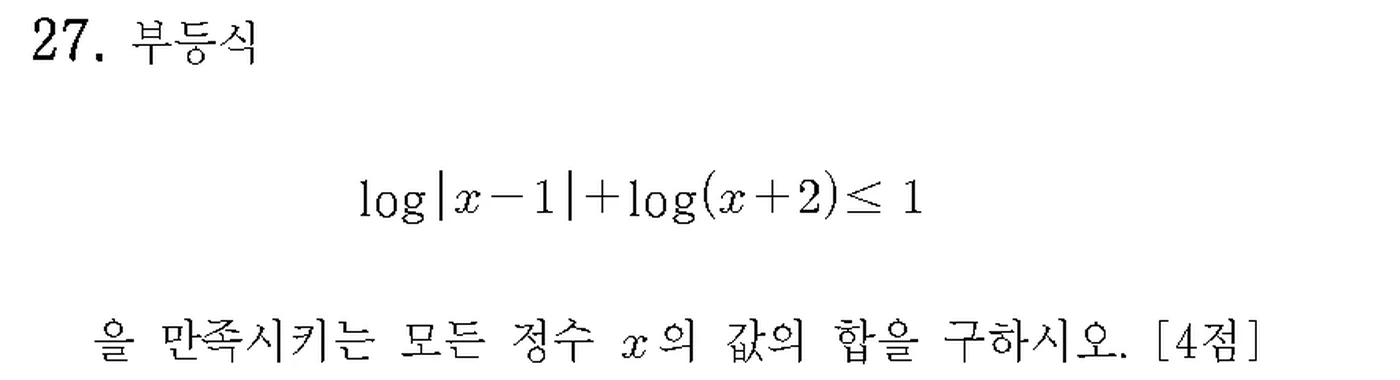 27. 부등식
log|x-1|+log(x+2)≤ 1
을 만족시키는 모든 정수 x의 값의 합을 구하시오. [4점]